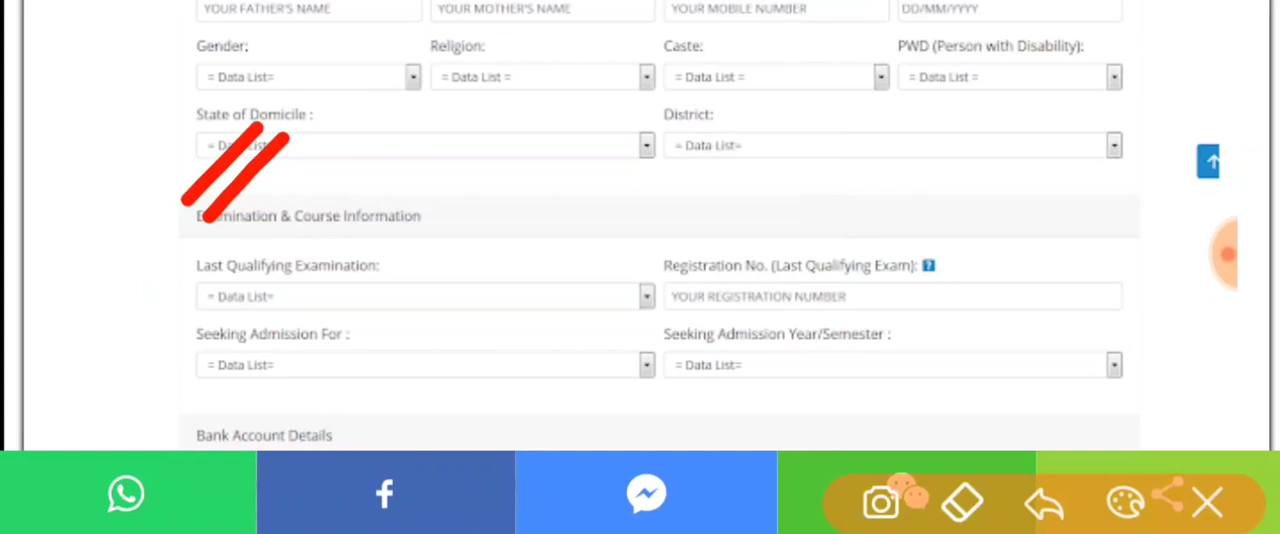 YOUR FATHER'S NAME YOUR MOTHER'S NAME YOUR MOBILE NUMBER DD/MM/YYYY
Gender: Religion: Caste: PWD (Person with Disability):
= Data List= = Data List = = Data List = = Data List =
State of Domicile : District:
= Data List= = Data List=
Examination & Course Information
Last Qualifying Examination: Registration No. (Last Qualifying Exam): ?
= Data List= YOUR REGISTRATION NUMBER
Seeking Admission For : Seeking Admission Year/Semester :
= Data List= = Data List=
Bank Account Details